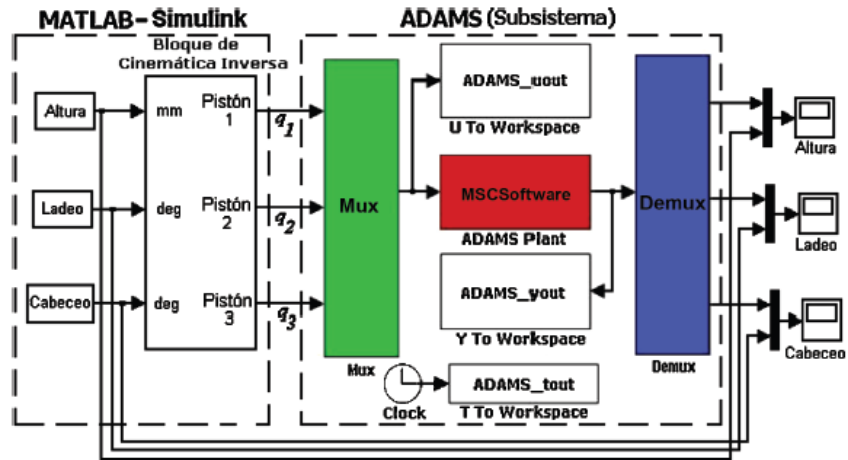 MATLAB-Simulink
ADAMS (Subsistema)
Bloque de
Cinemática Inversa
Altura
mm
Pistón
1
q1
Ladeo
deg
Pistón
2
q2
Cabeceo
deg
Pistón
3
q3
Mux
Mux
ADAMS_uout
U To Workspace
MSCSoftware
ADAMS Plant
ADAMS_yout
Y To Workspace
Clock
ADAMS_tout
T To Workspace
Demux
Demux
Altura
Ladeo
Cabeceo